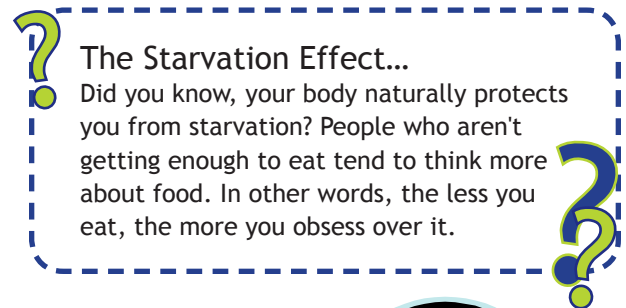 The Starvation Effect…
Did you know, your body naturally protects
you from starvation? People who aren't
getting enough to eat tend to think more
about food. In other words, the less you
eat, the more you obsess over it.